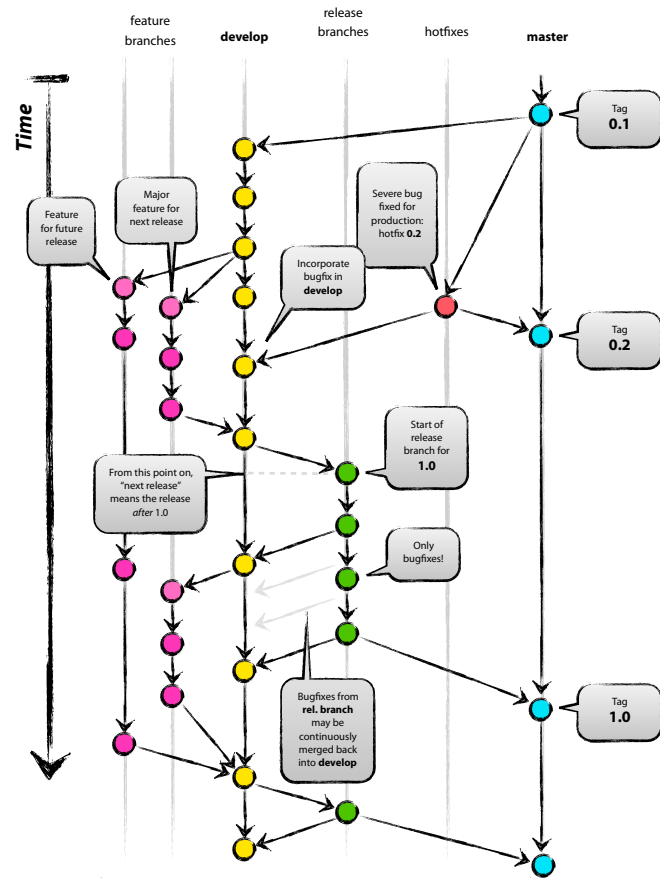 feature
branches
develop
release
branches
hotfixes
master
Time
Tag
0.1
Major
feature for
next release
Severe bug
fixed for
production:
hotfix 0.2
Feature
for future
release
Incorporate
bugfix in
develop
Tag
0.2
Start of
release
branch for
1.0
From this point on,
“next release”
means the release
after 1.0
Only
bugfixes!
Bugfixes from
rel. branch
may be
continuously
merged back
into develop
Tag
1.0